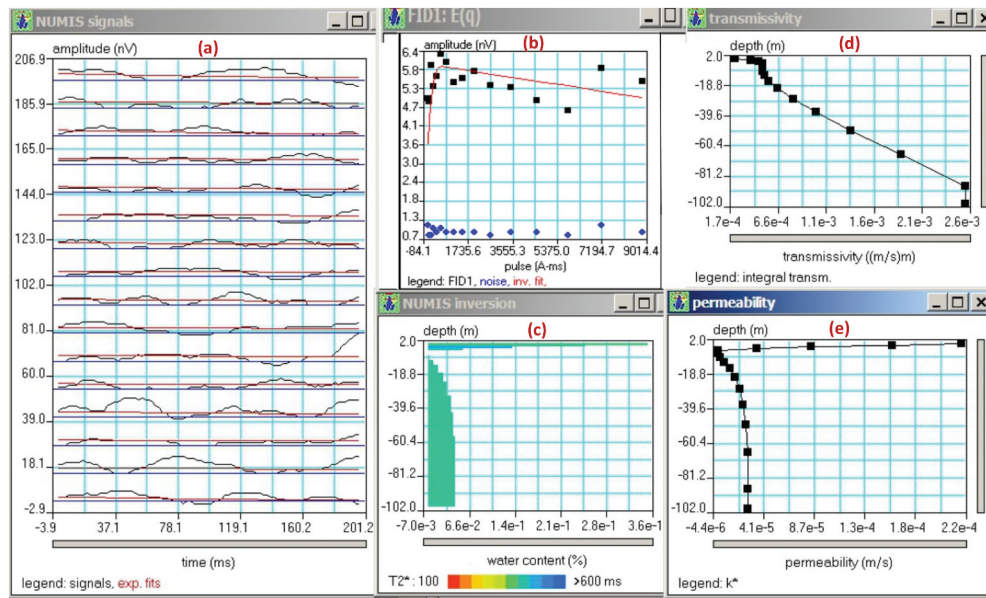 NUMIS signals
amplitude (nV)
(a)
206.9
185.9
165.0
144.0
123.0
102.0
81.0
60.0
39.0
18.1
-2.9
-3.9 37.1 78.1 119.1 160.2 201.2
time (ms)
legend: signals, exp. fits
FID1: E(q)
amplitude (nV)
(b)
6.4
5.8
5.3
4.7
4.1
3.6
3.0
2.4
1.8
1.3
0.7
-84.1 1735.6 3555.3 5375.0 7194.7 9014.4
pulse (A-ms)
legend: FID1, noise, inv. fit,
NUMIS inversion
depth (m)
(c)
2.0
-18.8
-39.6
-60.4
-81.2
-102.0
-7.0e-3 6.6e-2 1.4e-1 2.1e-1 2.9e-1 3.6e-1
water content (%)
T2* : 100 >600 ms
transmissivity
depth (m)
(d)
2.0
-18.8
-39.6
-60.4
-81.2
-102.0
1.7e-4 6.6e-4 1.1e-3 1.6e-3 2.1e-3 2.6e-3
transmissivity ((m/s)m)
legend: integral transm.
permeability
depth (m)
(e)
2.0
-18.8
-39.6
-60.4
-81.2
-102.0
-4.4e-6 4.1e-5 8.7e-5 1.3e-4 1.8e-4 2.2e-4
permeability (m/s)
legend: k*